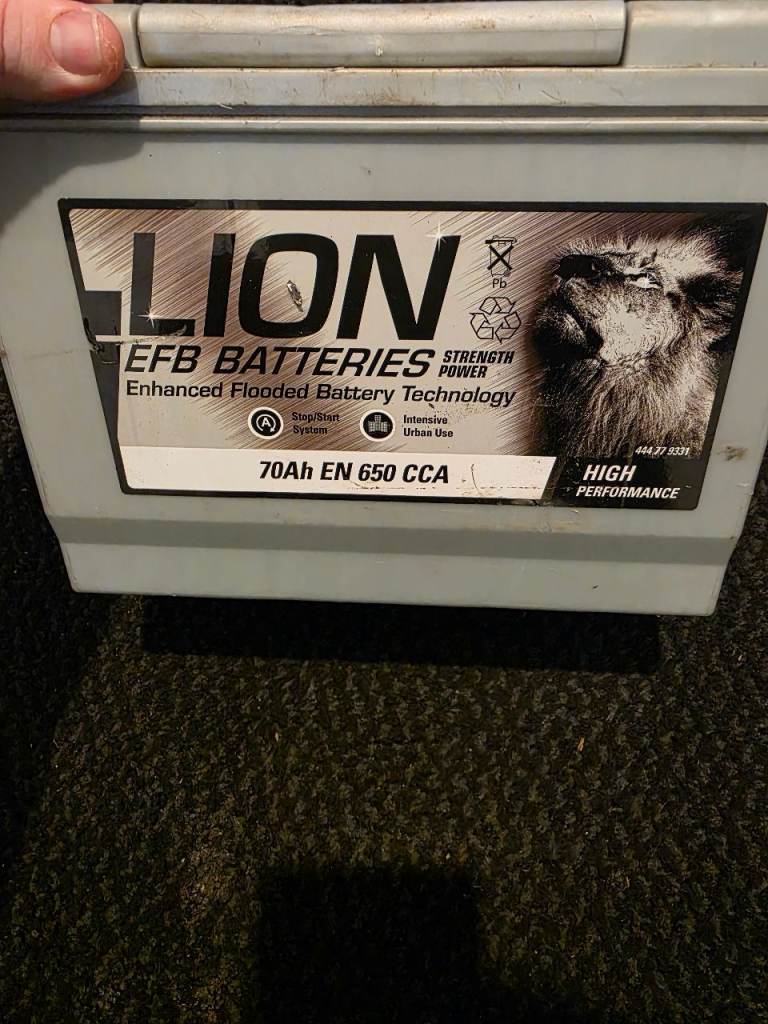 LION
Pb
EFB BATTERIES STRENGTH POWER
Enhanced Flooded Battery Technology
A Stop/Start System
Intensive Urban Use
444 77 9331
70Ah EN 650 CCA
HIGH
PERFORMANCE